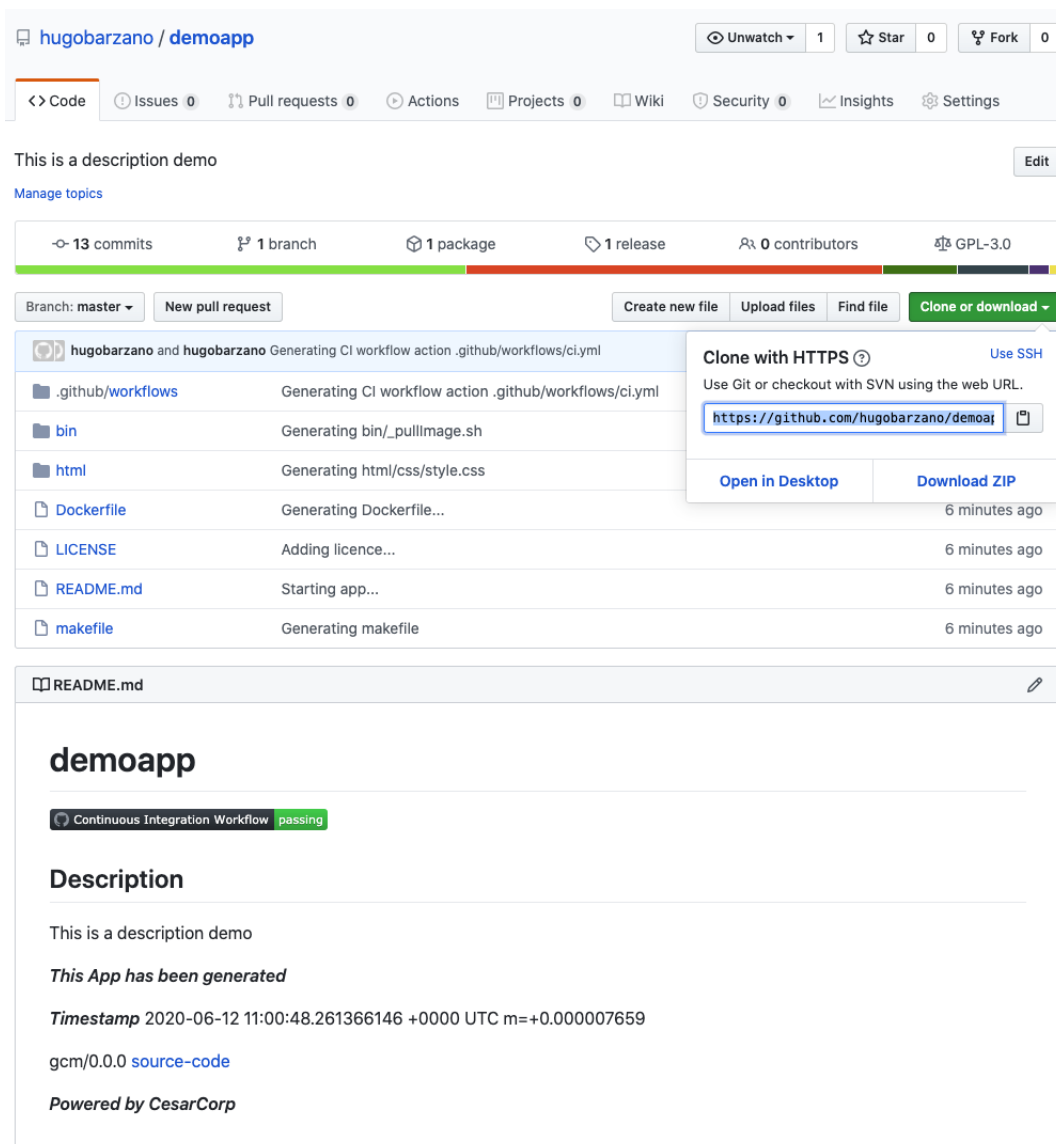 hugobarzano / demoapp Unwatch 1 Star 0 Fork 0
Code Issues 0 Pull requests 0 Actions Projects 0 Wiki Security 0 Insights Settings
This is a description demo Edit
Manage topics
13 commits 1 branch 1 package 1 release 0 contributors GPL-3.0
Branch: master New pull request Create new file Upload files Find file Clone or download
hugobarzano and hugobarzano Generating CI workflow action .github/workflows/ci.yml
Clone with HTTPS Use SSH
Use Git or checkout with SVN using the web URL.
https://github.com/hugobarzano/demoap
Open in Desktop Download ZIP
.github/workflows Generating CI workflow action .github/workflows/ci.yml
bin Generating bin/_pullImage.sh
html Generating html/css/style.css
Dockerfile Generating Dockerfile... 6 minutes ago
LICENSE Adding licence... 6 minutes ago
README.md Starting app... 6 minutes ago
makefile Generating makefile 6 minutes ago
README.md
demoapp
Continuous Integration Workflow passing
Description
This is a description demo
This App has been generated
Timestamp 2020-06-12 11:00:48.261366146 +0000 UTC m=+0.000007659
gcm/0.0.0 source-code
Powered by CesarCorp